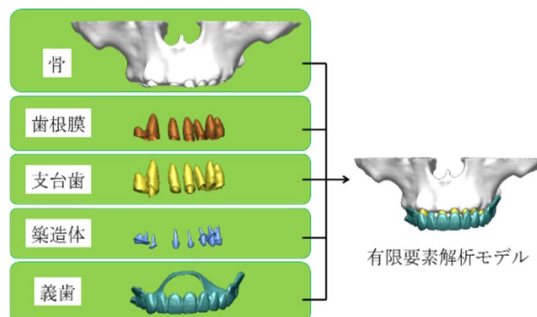 骨
歯根膜
支台歯
築造体
義歯
有限要素解析モデル